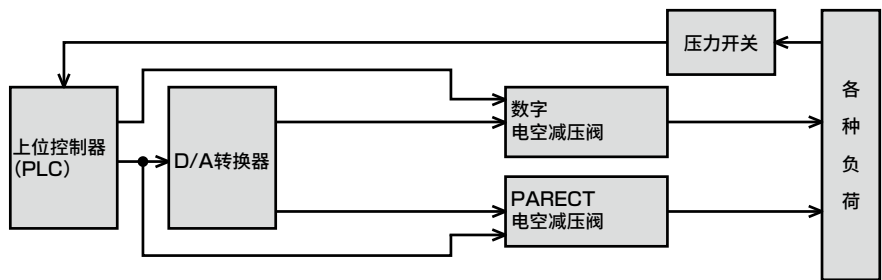 压力开关
各
种
负
荷
上位控制器
(PLC)
D/A转换器
数字
电空减压阀
PARECT
电空减压阀